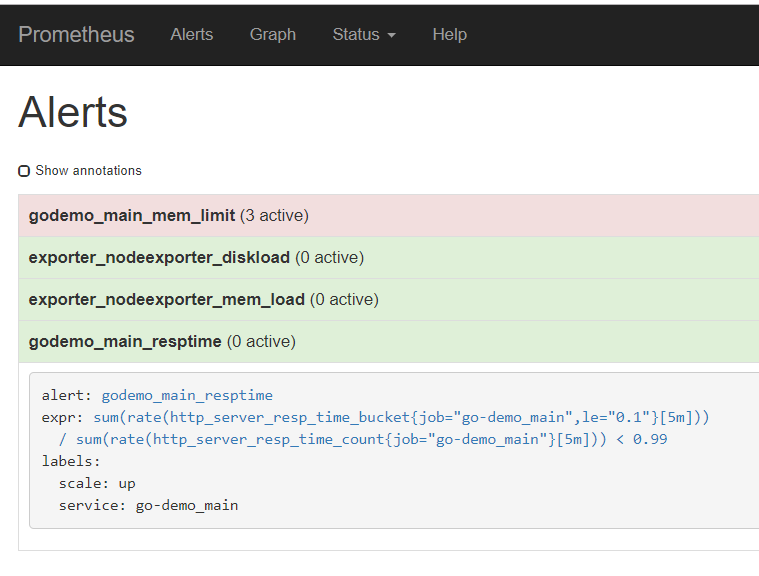 Prometheus Alerts Graph Status Help
Alerts
Show annotations
godemo_main_mem_limit (3 active)
exporter_nodeexporter_diskload (0 active)
exporter_nodeexporter_mem_load (0 active)
godemo_main_resptime (0 active)
alert: godemo_main_resptime
expr: sum(rate(http_server_resp_time_bucket{job="go-demo_main",le="0.1"}[5m]))
  / sum(rate(http_server_resp_time_count{job="go-demo_main"}[5m])) < 0.99
labels:
  scale: up
  service: go-demo_main